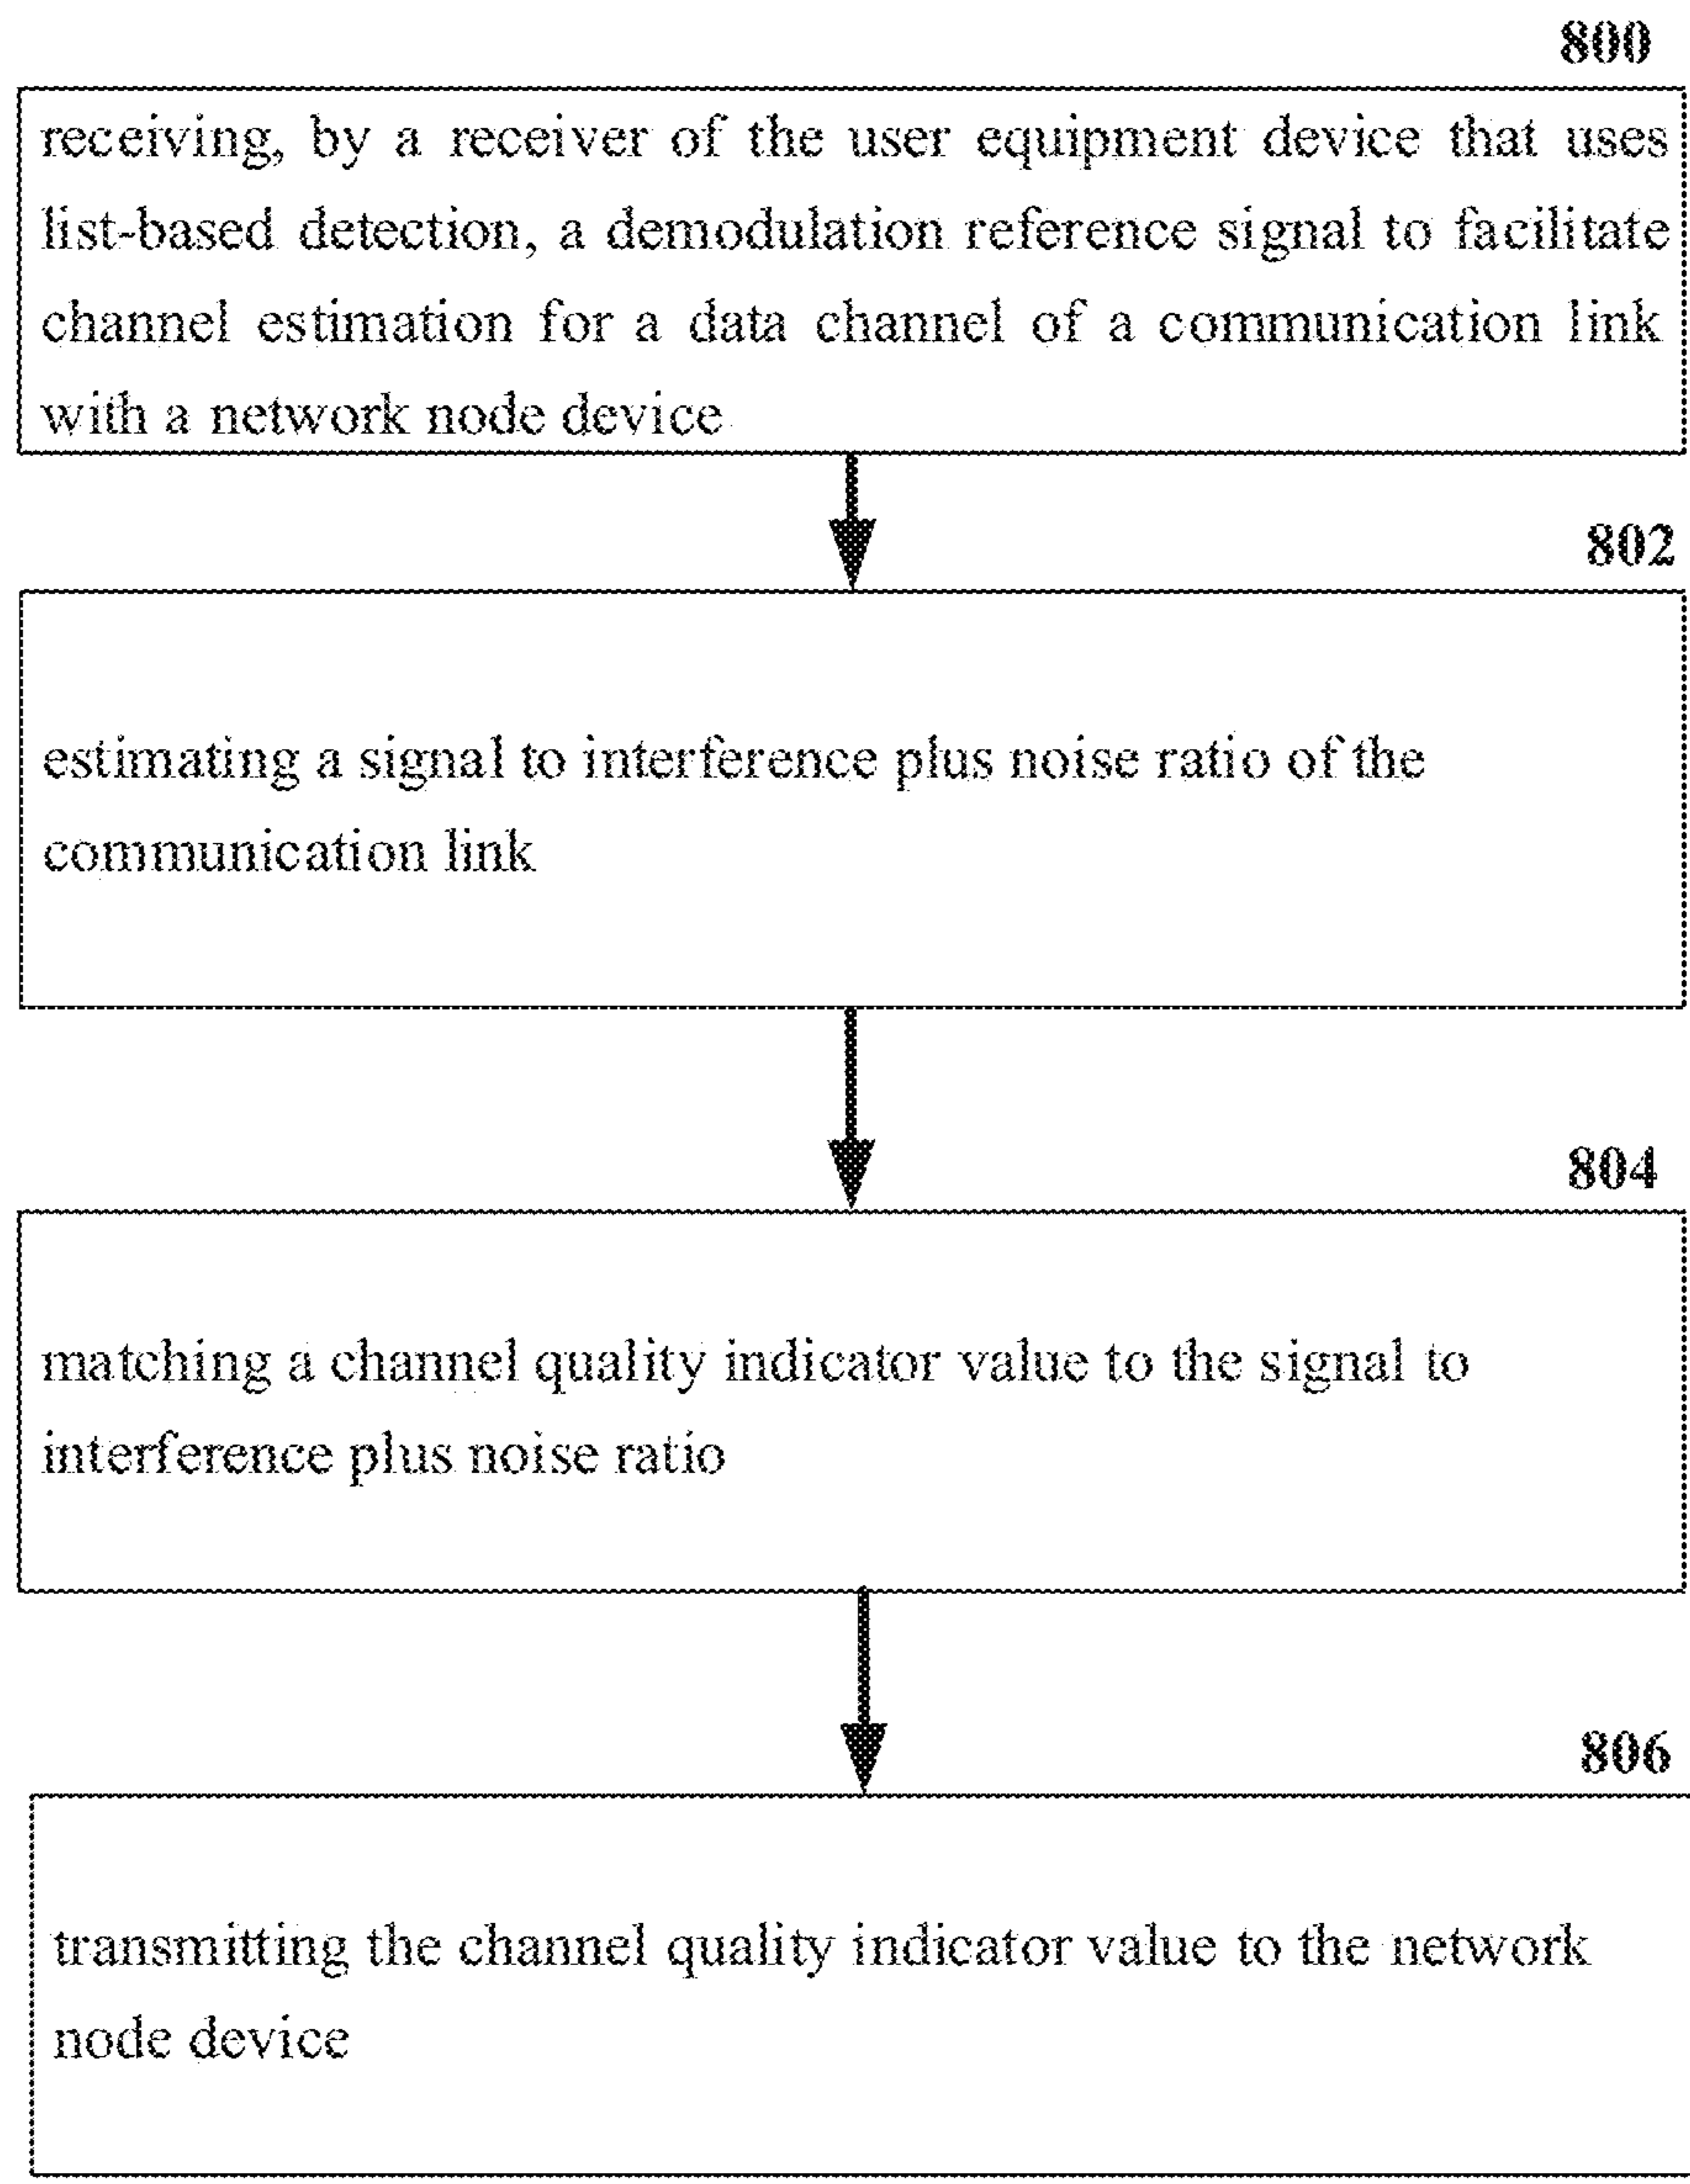 800
receiving, by a receiver of the user equipment device that uses
list-based detection, a demodulation reference signal to facilitate
channel estimation for a data channel of a communication link
with a network node device
802
estimating a signal to interference plus noise ratio of the
communication link
804
matching a channel quality indicator value to the signal to
interference plus noise ratio
806
transmitting the channel quality indicator value to the network
node device